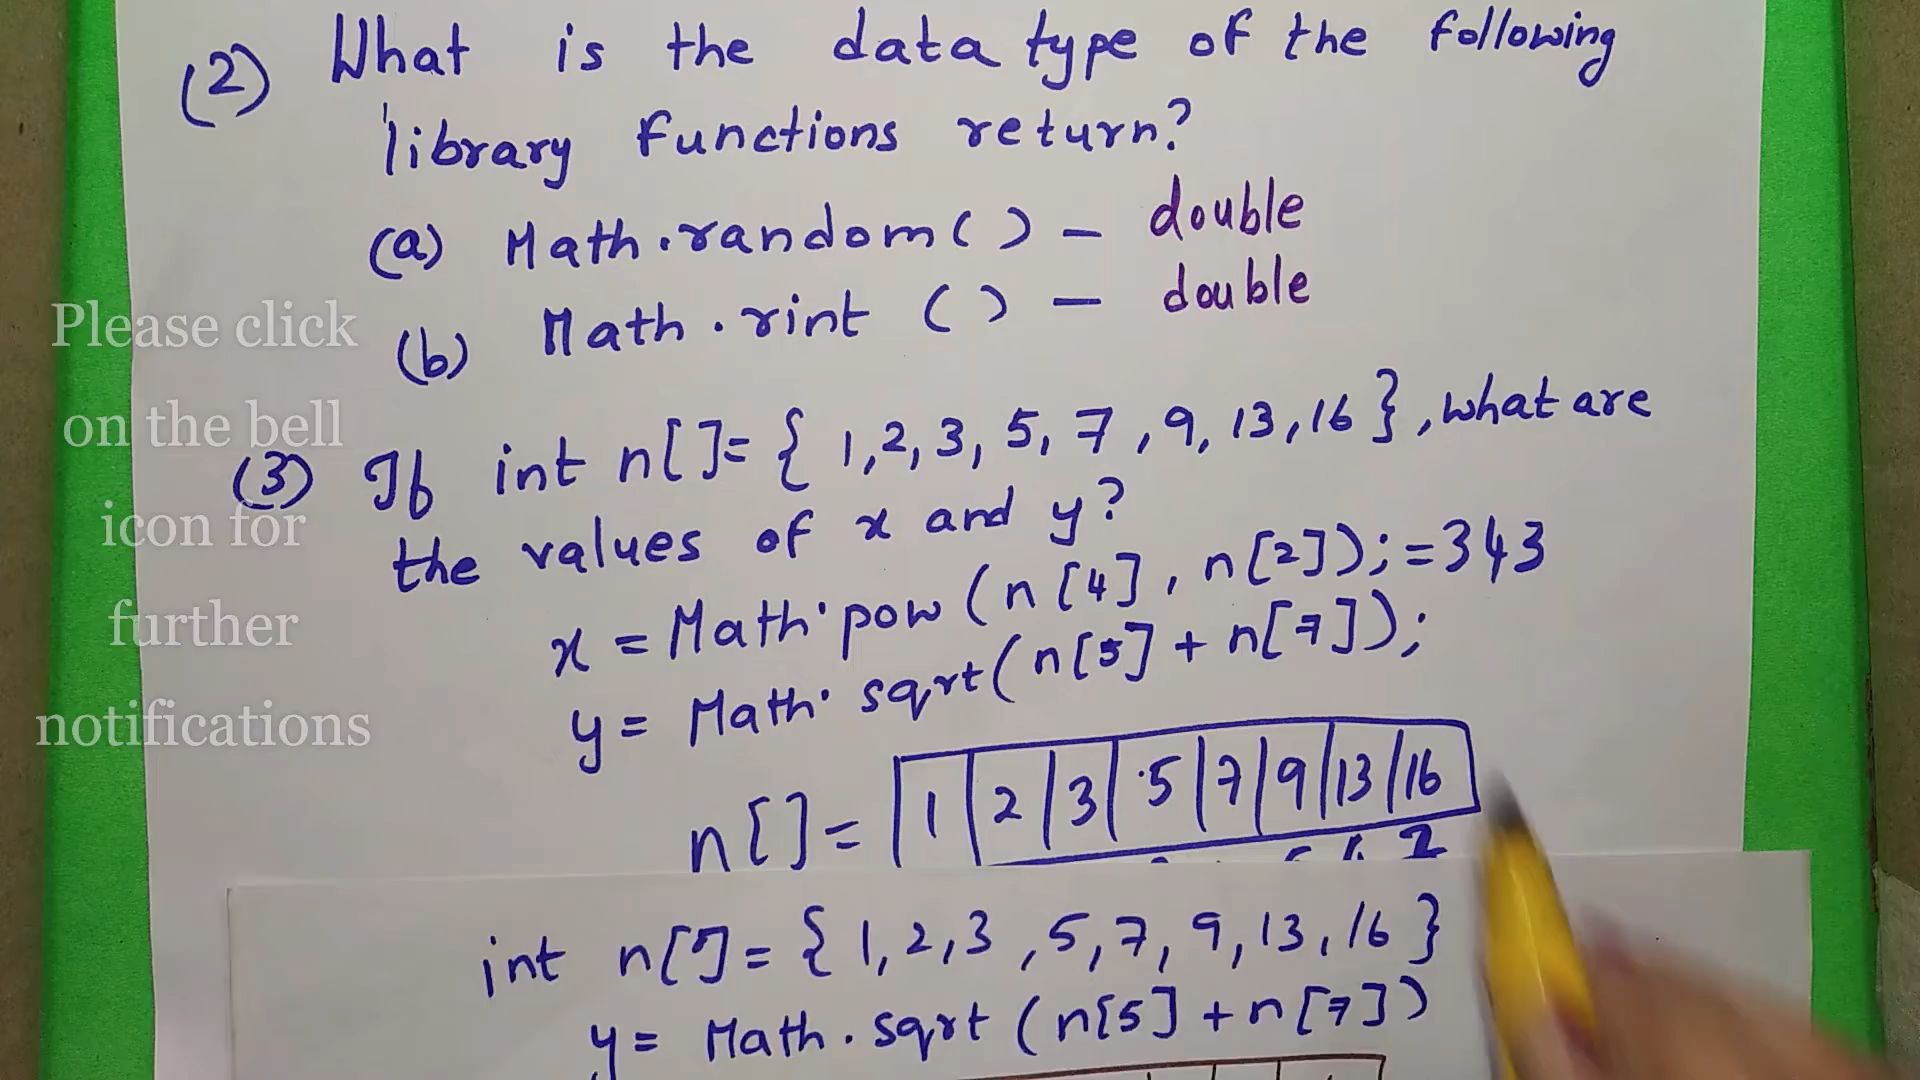 (2) What is the data type of the following
library functions return?
(a) Math.random() - double
(b) Math.rint () - double
(3) If int n[]= { 1,2,3, 5, 7, 9, 13, 16 }, what are
the values of x and y?
x = Math.pow (n[4], n[2]); = 343
y = Math.sqrt(n[5] + n[7]);
n[] = 1 2 3 5 7 9 13 16
int n[] = { 1, 2, 3, 5, 7, 9, 13, 16 }
y = Math.sqrt (n[5] + n[7])
Please click
on the bell
icon for
further
notifications